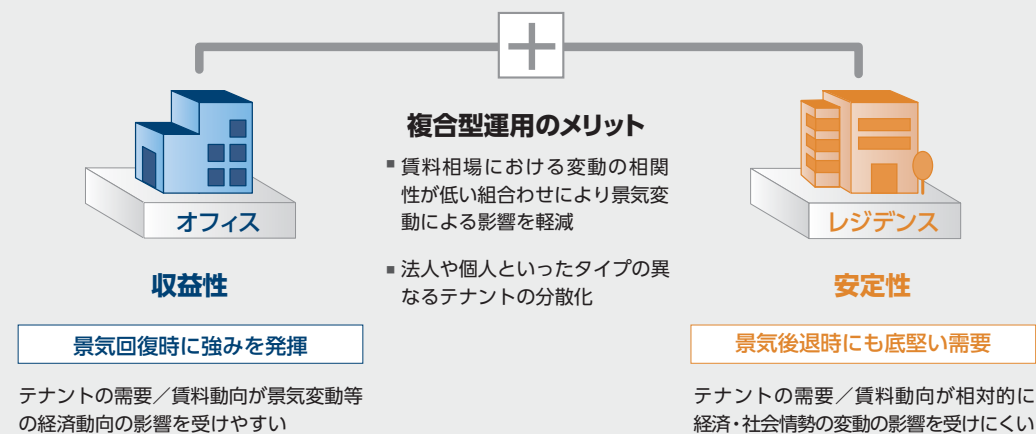 オフィス
収益性
景気回復時に強みを発揮
テナントの需要／賃料動向が景気変動等
の経済動向の影響を受けやすい
複合型運用のメリット
■ 賃料相場における変動の相関
性が低い組合わせにより景気変
動による影響を軽減
■ 法人や個人といったタイプの異
なるテナントの分散化
レジデンス
安定性
景気後退時にも底堅い需要
テナントの需要／賃料動向が相対的に
経済・社会情勢の変動の影響を受けにくい